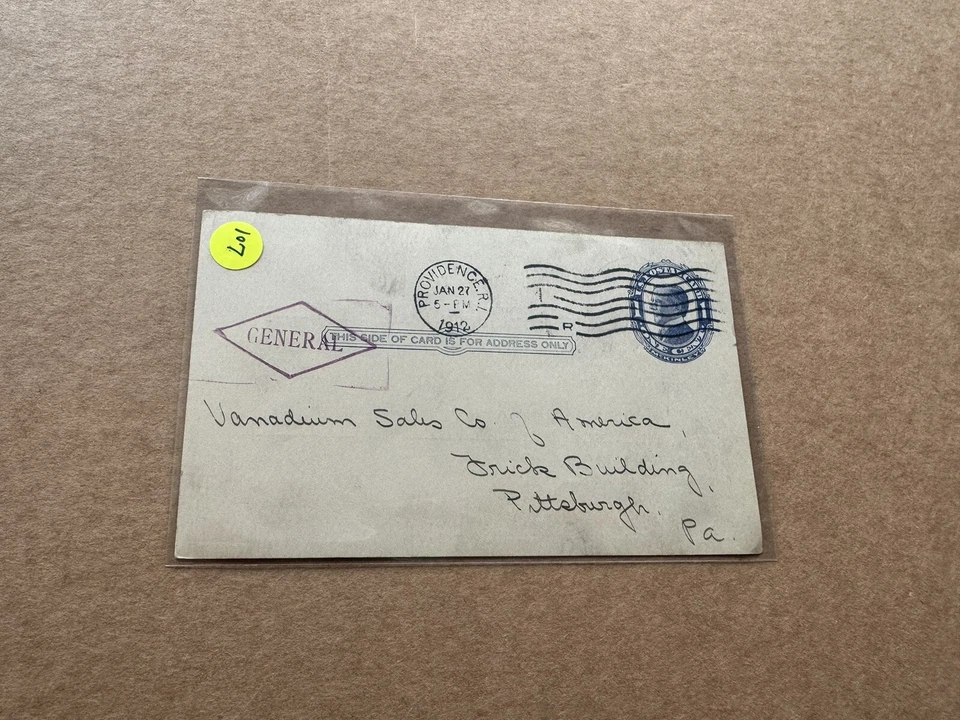 107
PROVIDENCE, R.I.
JAN 27
5-PM
1912
R
GENERAL
THIS SIDE OF CARD IS FOR ADDRESS ONLY
McKINLEY
Vanadium Sales Co. of America,
Frick Building,
Pittsburgh,
Pa.